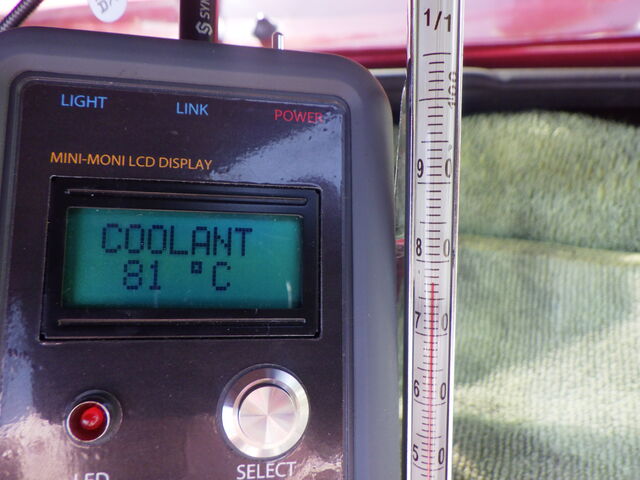 LIGHT
LINK
POWER
MINI-MONI LCD DISPLAY
COOLANT
81 °C
SELECT
1/1
100
9 0
8 0
7 0
6 0
5 0